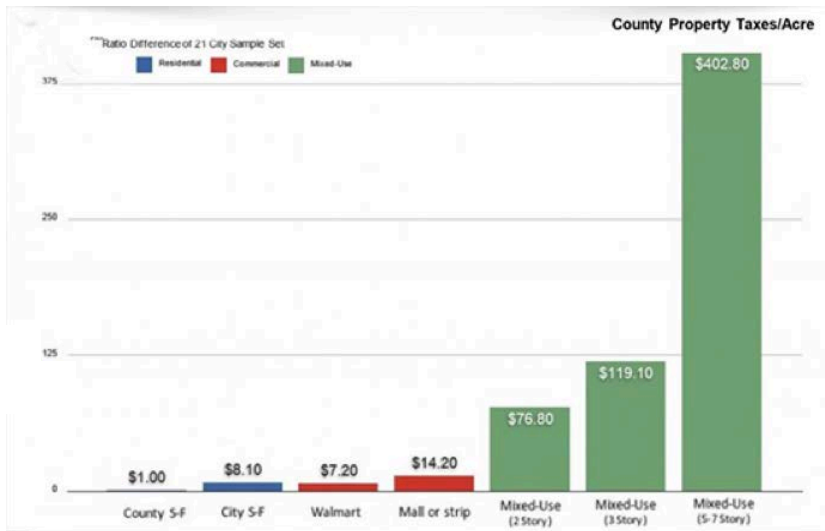 County Property Taxes/Acre
Ratio Difference of 21 City Sample Set
Residential Commercial Mixed-Use
375
250
125
0
$1.00
$8.10
$7.20
$14.20
$76.80
$119.10
$402.80
County S-F
City S-F
Walmart
Mall or strip
Mixed-Use
(2 Story)
Mixed-Use
(3 Story)
Mixed-Use
(5-7 Story)